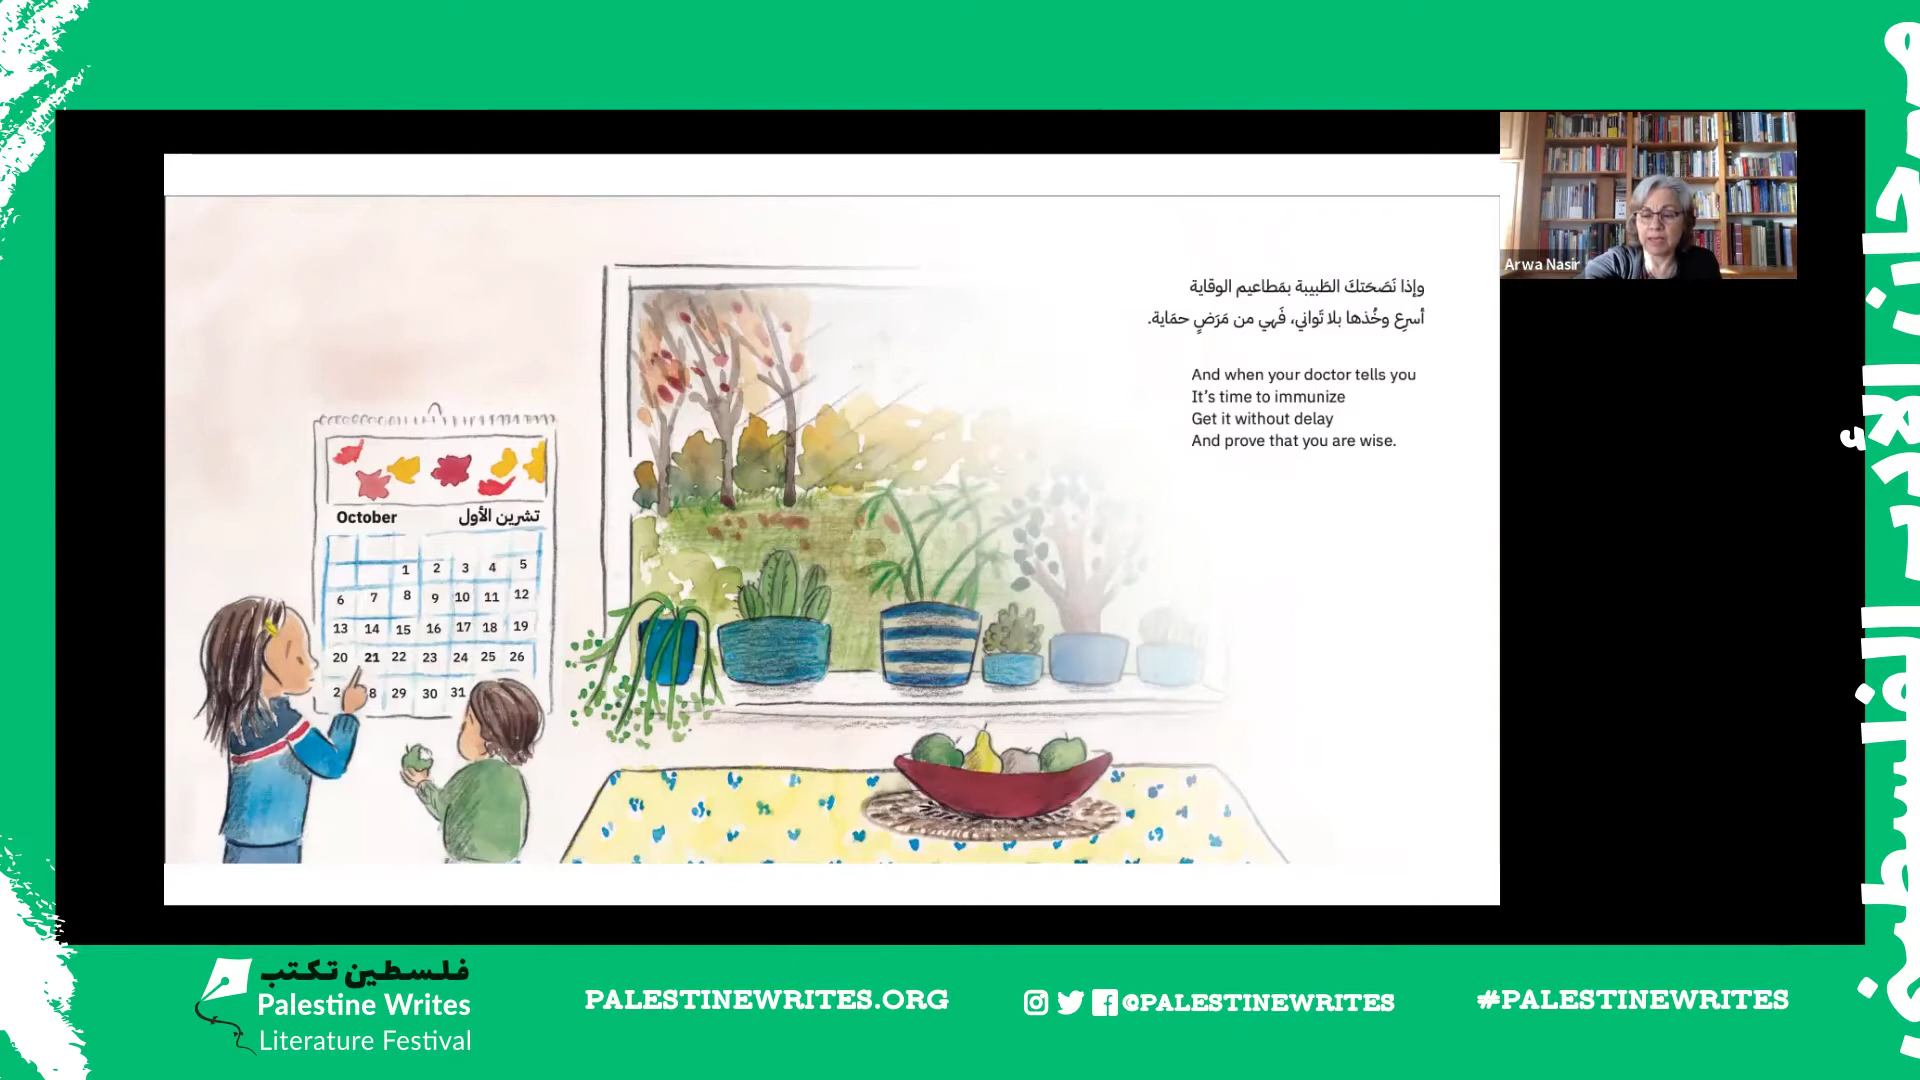 Arwa Nasir
وإذا نَصَحَتكَ الطَبيبة بمَطاعيم الوقاية
أسرِع وخُذها بلا تَواني، فَهي من مَرَضٍ حمَاية.
And when your doctor tells you
It's time to immunize
Get it without delay
And prove that you are wise.
October تشرين الأول
1 2 3 4 5
6 7 8 9 10 11 12
13 14 15 16 17 18 19
20 21 22 23 24 25 26
2 8 29 30 31
فلسطين تكتب
Palestine Writes
Literature Festival
PALESTINEWRITES.ORG
@PALESTINEWRITES
#PALESTINEWRITES